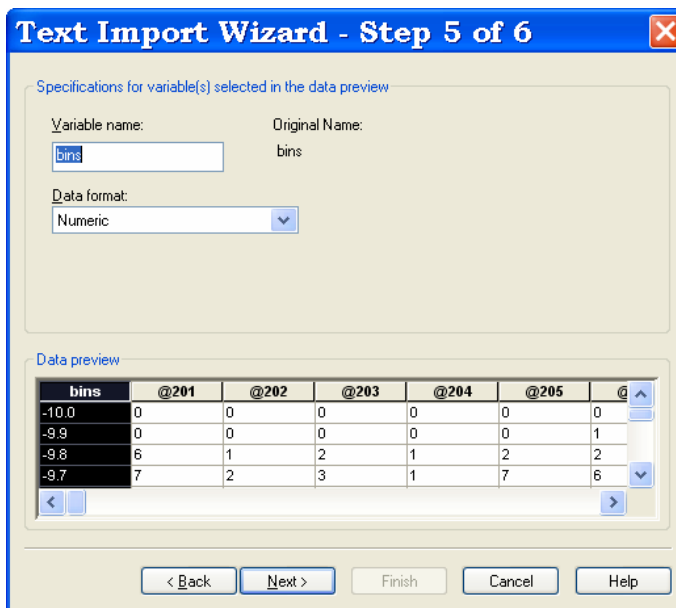 Text Import Wizard - Step 5 of 6
Specifications for variable(s) selected in the data preview
Variable name: Original Name:
bins bins
Data format:
Numeric
Data preview
bins @201 @202 @203 @204 @205 @
-10.0 0 0 0 0 0 0
-9.9 0 0 0 0 0 1
-9.8 6 1 2 1 2 2
-9.7 7 2 3 1 7 6
< Back Next > Finish Cancel Help